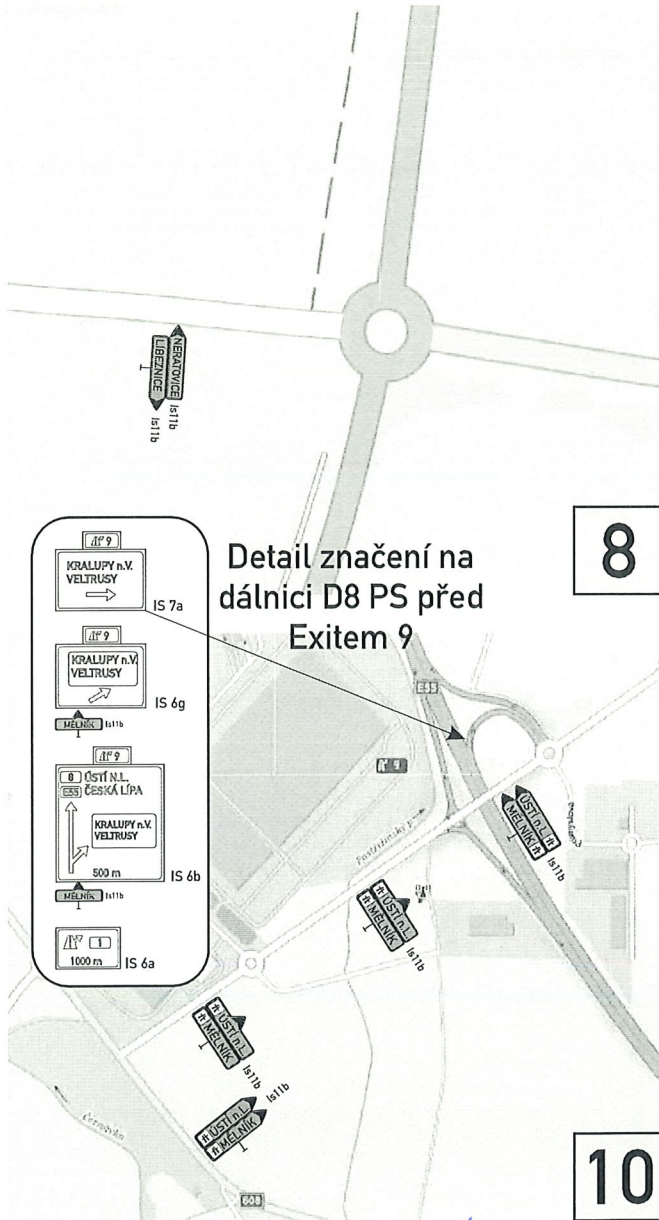 NERATOVICE
LÍBEZNICE
Is11b
Is11b
8
Detail značení na
dálnici D8 PS před
Exitem 9
9
KRALUPY n.V.
VELTRUSY
IS 7a
9
KRALUPY n.V.
VELTRUSY
IS 6g
MĚLNÍK
Is11b
9
8 ÚSTÍ N.L.
E55 ČESKÁ LÍPA
KRALUPY n.V.
VELTRUSY
500 m
IS 6b
MĚLNÍK
Is11b
1
1000 m
IS 6a
E55
9
ÚSTÍ n.L.
MĚLNÍK
Is11b
ÚSTÍ n.L.
MĚLNÍK
Is11b
ÚSTÍ n.L.
MĚLNÍK
Is11b
ÚSTÍ n.L.
MĚLNÍK
Is11b
608
10